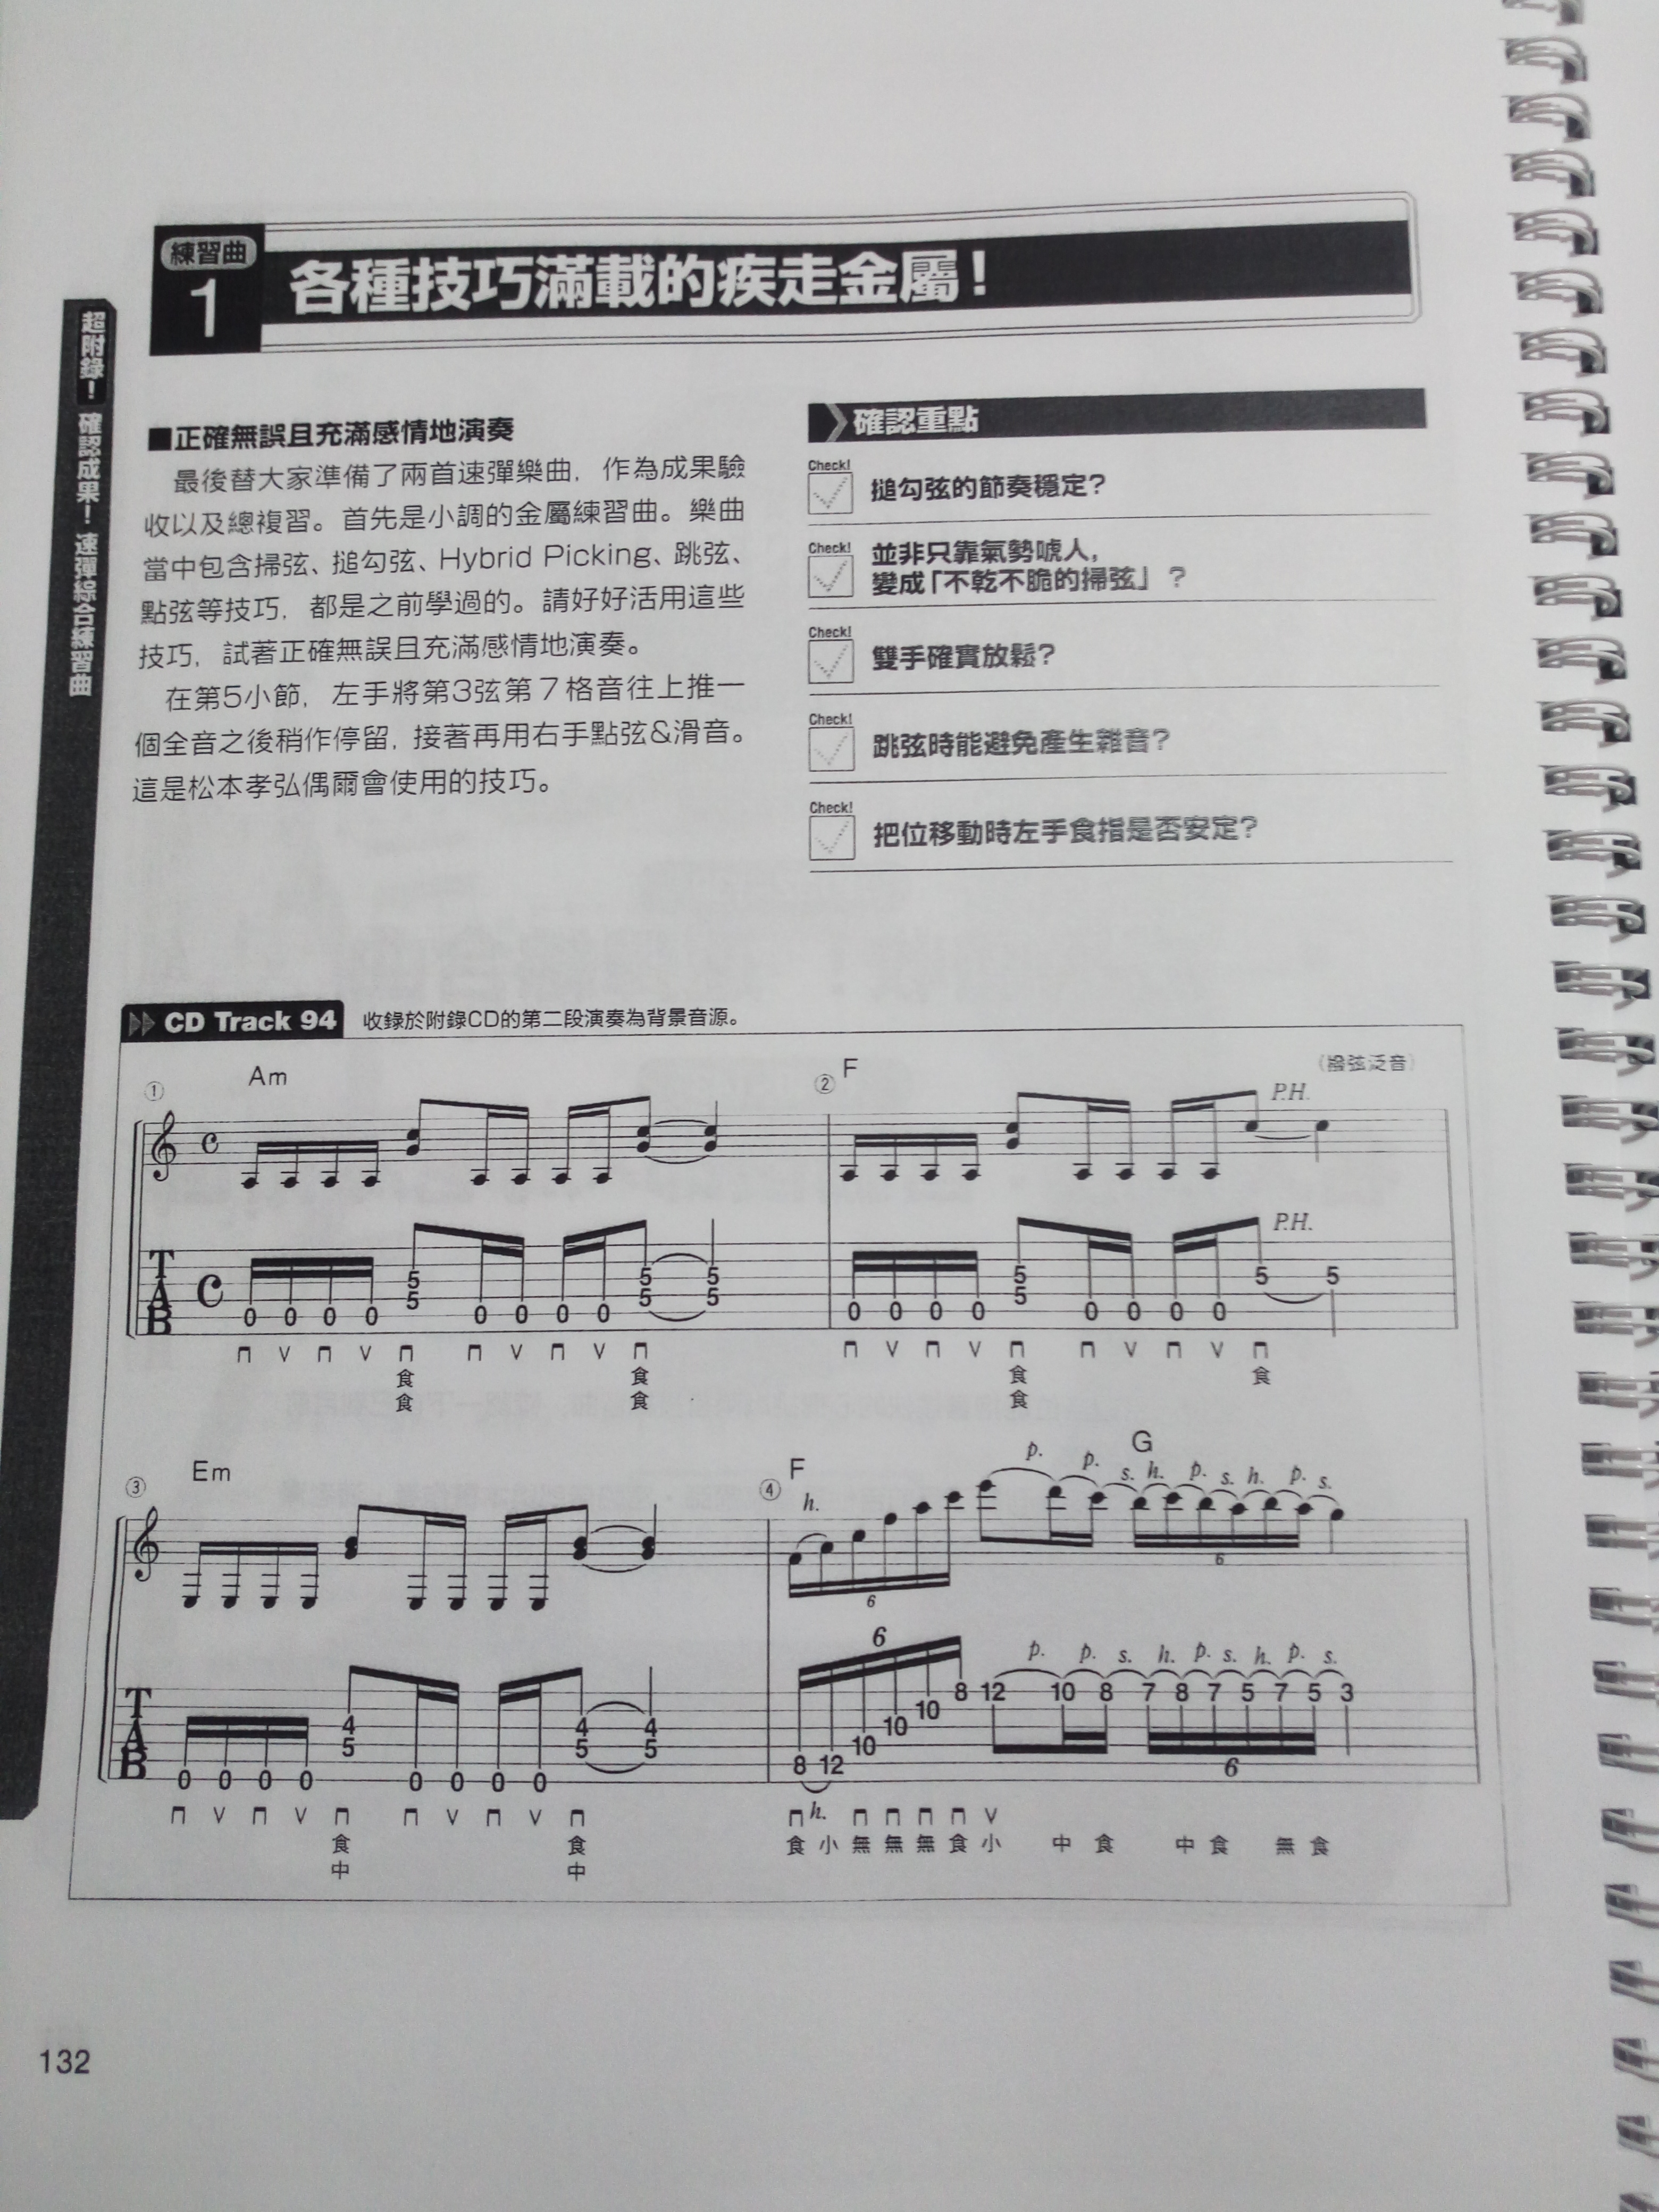 練習曲
1
各種技巧滿載的疾走金屬！
超附錄！ 確認成果！速彈綜合練習曲
■正確無誤且充滿感情地演奏
最後替大家準備了兩首速彈樂曲，作為成果驗
收以及總複習。首先是小調的金屬練習曲。樂曲
當中包含掃弦、搥勾弦、Hybrid Picking、跳弦、
點弦等技巧，都是之前學過的。請好好活用這些
技巧，試著正確無誤且充滿感情地演奏。
在第5小節，左手將第3弦第７格音往上推一
個全音之後稍作停留，接著再用右手點弦&滑音。
這是松本孝弘偶爾會使用的技巧。
確認重點
Check!
搥勾弦的節奏穩定？
Check!
並非只靠氣勢唬人，
變成「不乾不脆的掃弦」？
Check!
雙手確實放鬆？
Check!
跳弦時能避免產生雜音？
Check!
把位移動時左手食指是否安定？
CD Track 94 收錄於附錄CD的第二段演奏為背景音源。
① Am ② F （撥弦泛音）
P.H.
P.H.
T
A
B
5 5 5 5 5 5
5 5 5 5
0 0 0 0 0 0 0 0 0 0 0 0 0 0 0 0
V V V V V V V V
食 食 食 食
食 食 食
③ Em ④ F G
h. p. p. s. h. p. s. h. p. s.
6 6
6 p. p. s. h. p. s. h. p. s.
T
A
B
8 12 10 8 7 8 7 5 7 5 3
10
4 4 4 10
5 5 5 10
8 12 6
0 0 0 0 0 0 0 0
V V V V h. V
食 食 食 小 無 無 無 食 小 中 食 中 食 無 食
中 中
132